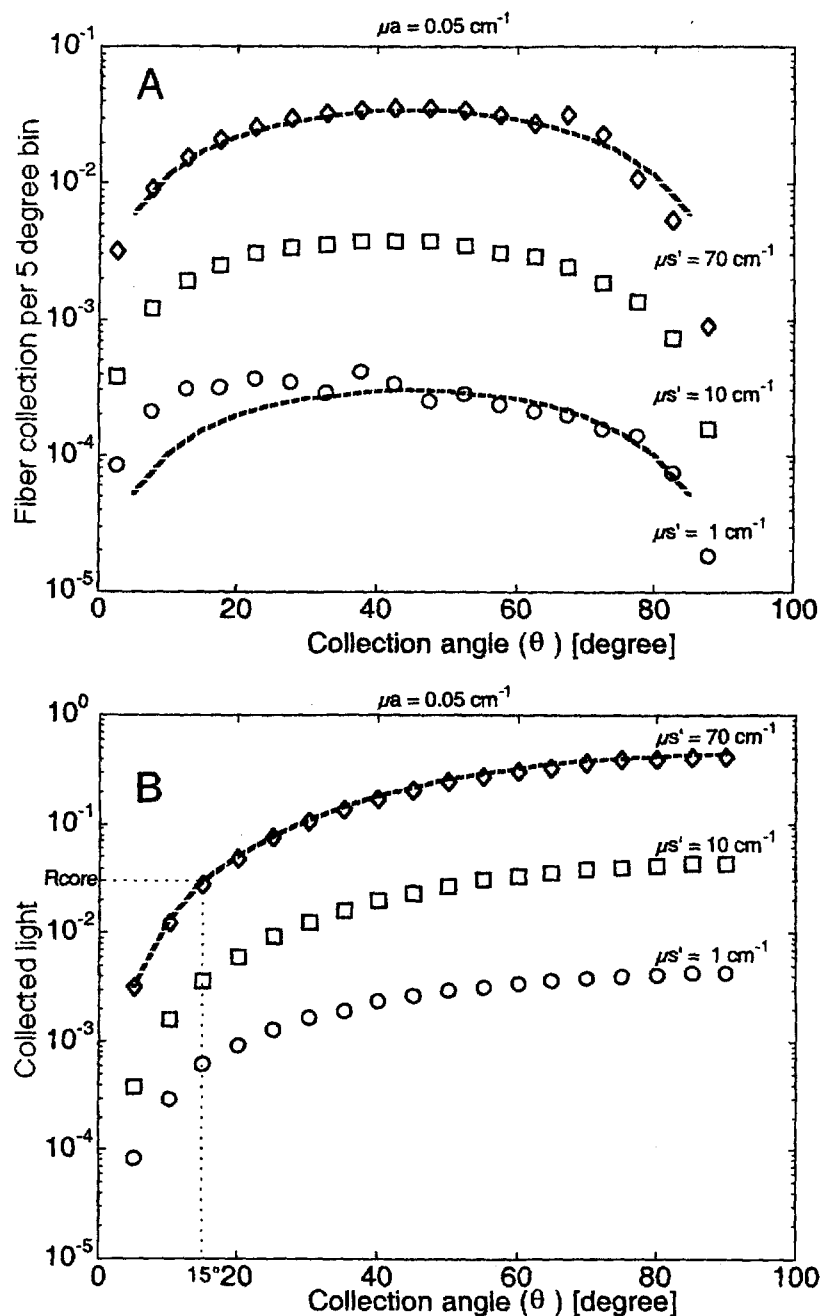 μa = 0.05 cm⁻¹
A
10⁻¹
10⁻²
10⁻³
10⁻⁴
10⁻⁵
Fiber collection per 5 degree bin
μs' = 70 cm⁻¹
μs' = 10 cm⁻¹
μs' = 1 cm⁻¹
0 20 40 60 80 100
Collection angle (θ) [degree]
μa = 0.05 cm⁻¹
B
10⁰
10⁻¹
Rcore
10⁻²
10⁻³
10⁻⁴
10⁻⁵
Collected light
μs' = 70 cm⁻¹
μs' = 10 cm⁻¹
μs' = 1 cm⁻¹
0 15° 20 40 60 80 100
Collection angle (θ) [degree]